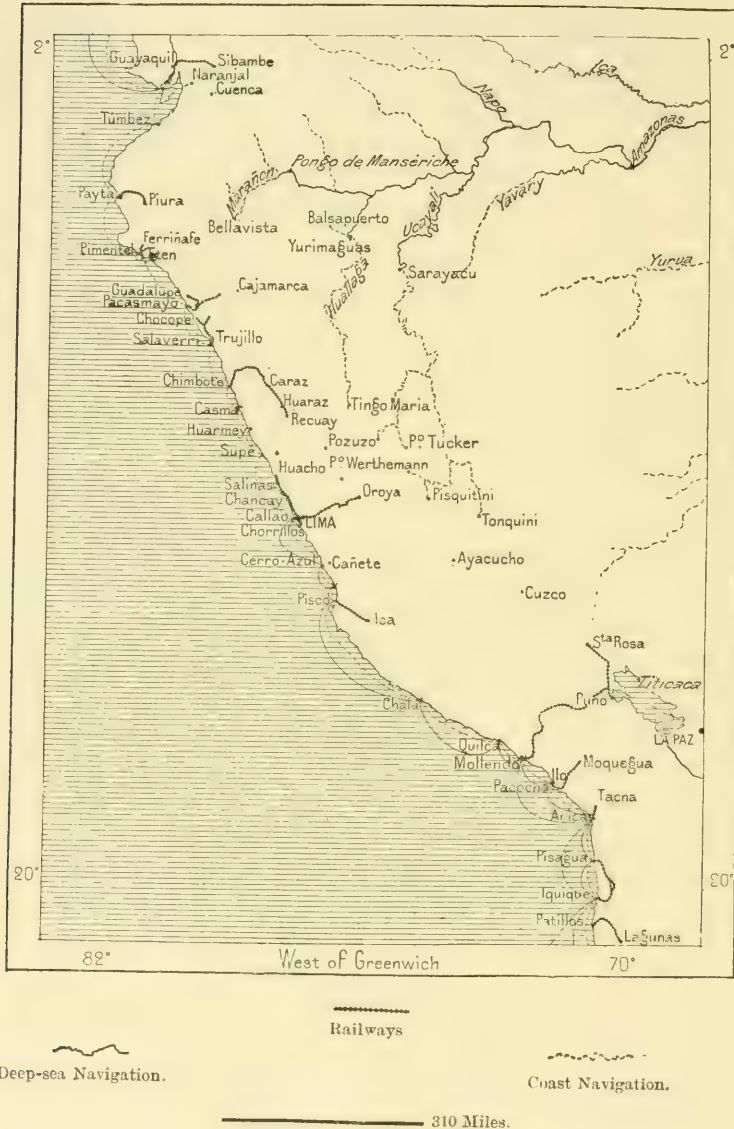 2°
2°
Guayaquil
Sibambe
Naranjal
Cuenca
Iça
Napo
Amazonas
Tumbez
Pongo de Manseriche
Marañon
Ucayali
Yavary
Payta
Piura
Bellavista
Balsapuerto
Yurimaguas
Huallaga
Ferriñafe
Pimentel
Eten
Sarayacu
Yurua
Guadalupe
Pacasmayo
Cajamarca
Chocope
Salaverri
Trujillo
Chimbote
Caraz
Huaraz
Recuay
Casma
Tingo Maria
Huarmey
Pozuzo
Po Tucker
Supe
Huacho
Po Werthemann
Salinas
Chancay
Oroya
Pisquitini
Callao
LIMA
Tonquini
Chorrillos
Cerro-Azul
Cañete
Ayacucho
Cuzco
Pisco
Ica
Sta Rosa
Titicaca
Chala
Puno
LA PAZ
Quilca
Mollendo
Moquegua
Ilo
Pacocha
Tacna
Arica
Pisagua
20°
20°
Iquique
Patillos
Lagunas
82°
West of Greenwich
70°
Railways
Deep-sea Navigation.
Coast Navigation.
310 Miles.